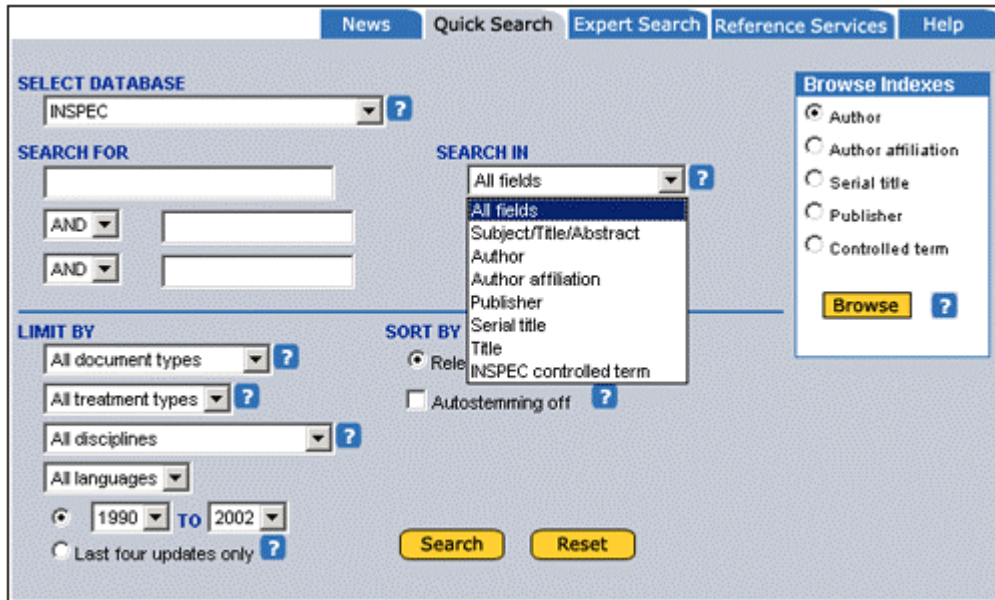 News Quick Search Expert Search Reference Services Help
SELECT DATABASE
INSPEC ?
SEARCH FOR
AND
AND
SEARCH IN
All fields ?
All fields
Subject/Title/Abstract
Author
Author affiliation
Publisher
Serial title
Title
INSPEC controlled term
Browse Indexes
Author
Author affiliation
Serial title
Publisher
Controlled term
Browse ?
LIMIT BY
All document types ?
All treatment types ?
All disciplines ?
All languages
1990 TO 2002
Last four updates only ?
SORT BY
Autostemming off ?
Search Reset